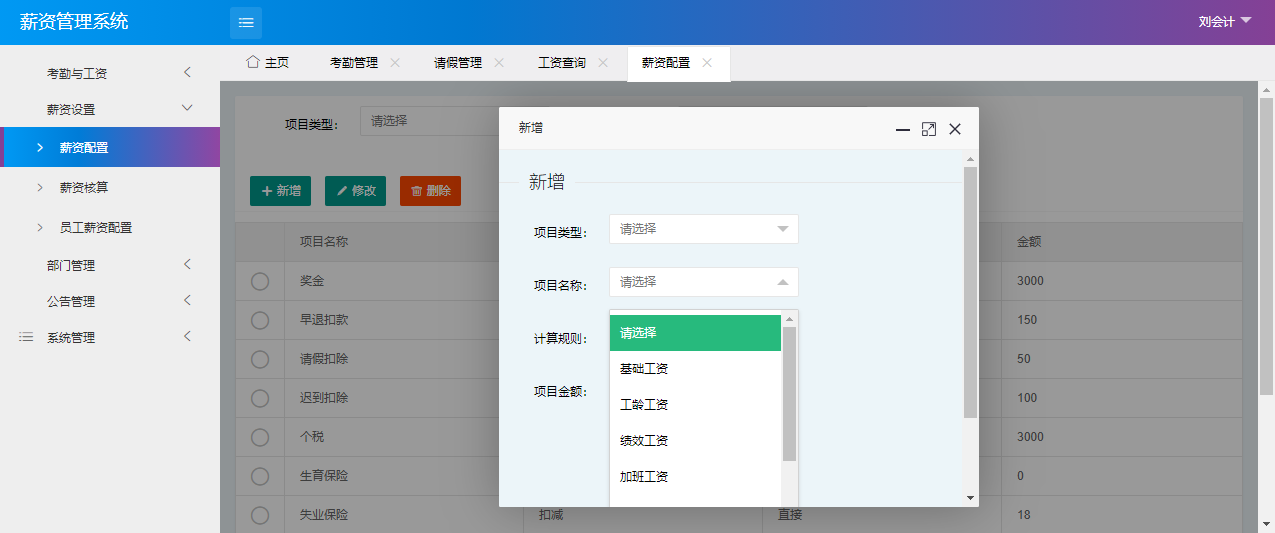 薪资管理系统
刘会计
主页 考勤管理 请假管理 工资查询 薪资配置
考勤与工资
薪资设置
薪资配置
薪资核算
员工薪资配置
部门管理
公告管理
系统管理
项目类型： 请选择
新增 修改 删除
项目名称 金额
奖金 3000
早退扣款 150
请假扣除 50
迟到扣除 100
个税 3000
生育保险 0
失业保险 扣减 直接 18
新增
新增
项目类型： 请选择
项目名称： 请选择
计算规则：
项目金额：
请选择
基础工资
工龄工资
绩效工资
加班工资